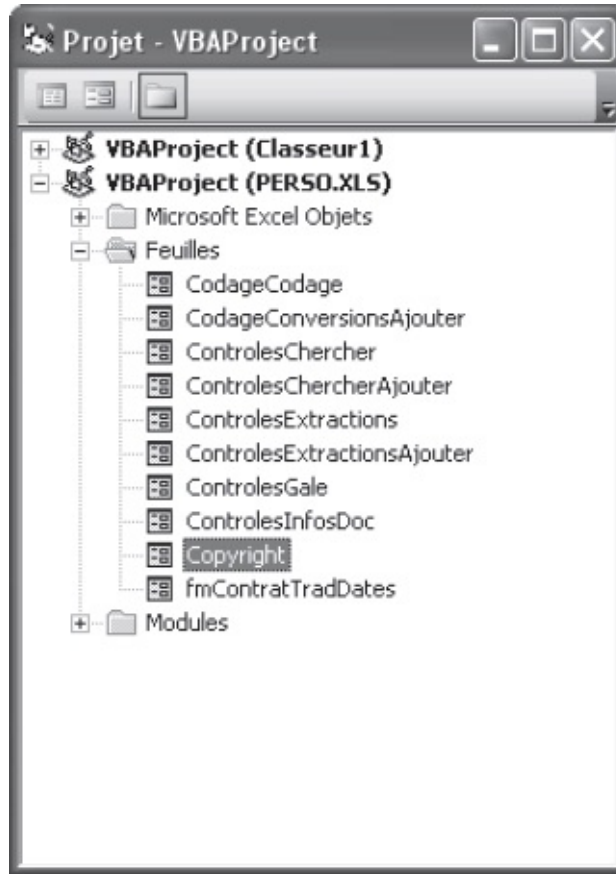 Projet - VBAProject
VBAProject (Classeur1)
VBAProject (PERSO.XLS)
Microsoft Excel Objets
Feuilles
CodageCodage
CodageConversionsAjouter
ControlesChercher
ControlesChercherAjouter
ControlesExtractions
ControlesExtractionsAjouter
ControlesGale
ControlesInfosDoc
Copyright
fmContratTradDates
Modules